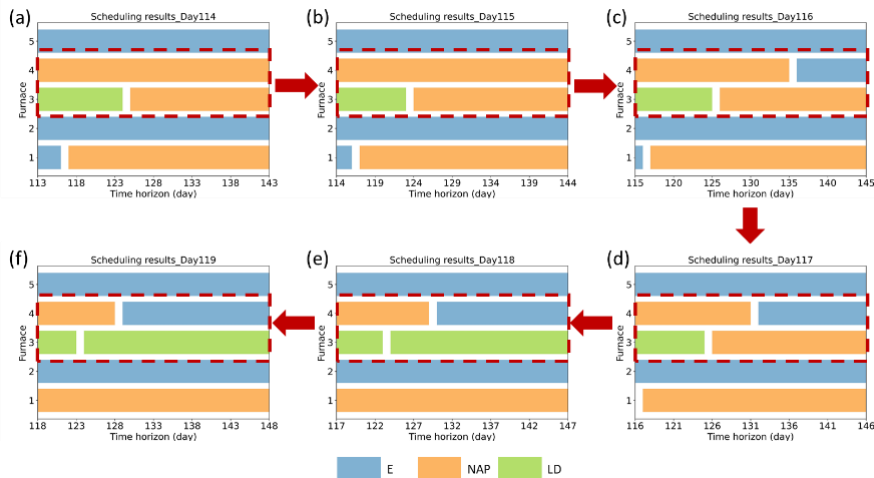 (a)
Scheduling results_Day114
Furnace
5
4
3
2
1
113 118 123 128 133 138 143
Time horizon (day)
(b)
Scheduling results_Day115
Furnace
5
4
3
2
1
114 119 124 129 134 139 144
Time horizon (day)
(c)
Scheduling results_Day116
Furnace
5
4
3
2
1
115 120 125 130 135 140 145
Time horizon (day)
(f)
Scheduling results_Day119
Furnace
5
4
3
2
1
118 123 128 133 138 143 148
Time horizon (day)
(e)
Scheduling results_Day118
Furnace
5
4
3
2
1
117 122 127 132 137 142 147
Time horizon (day)
(d)
Scheduling results_Day117
Furnace
5
4
3
2
1
116 121 126 131 136 141 146
Time horizon (day)
E NAP LD